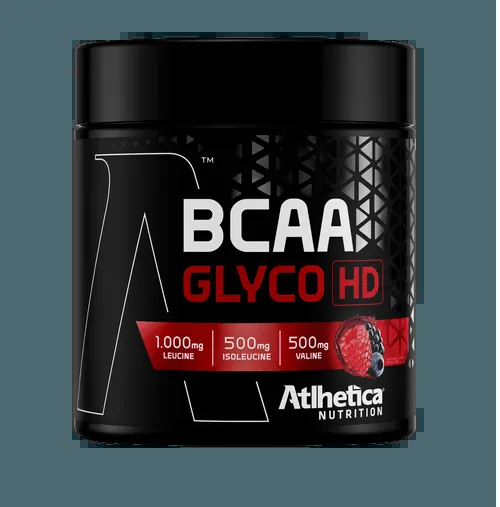 ™
BCAA
GLYCO HD
1.000mg 500mg 500mg
LEUCINE ISOLEUCINE VALINE
Atlhetica
NUTRITION